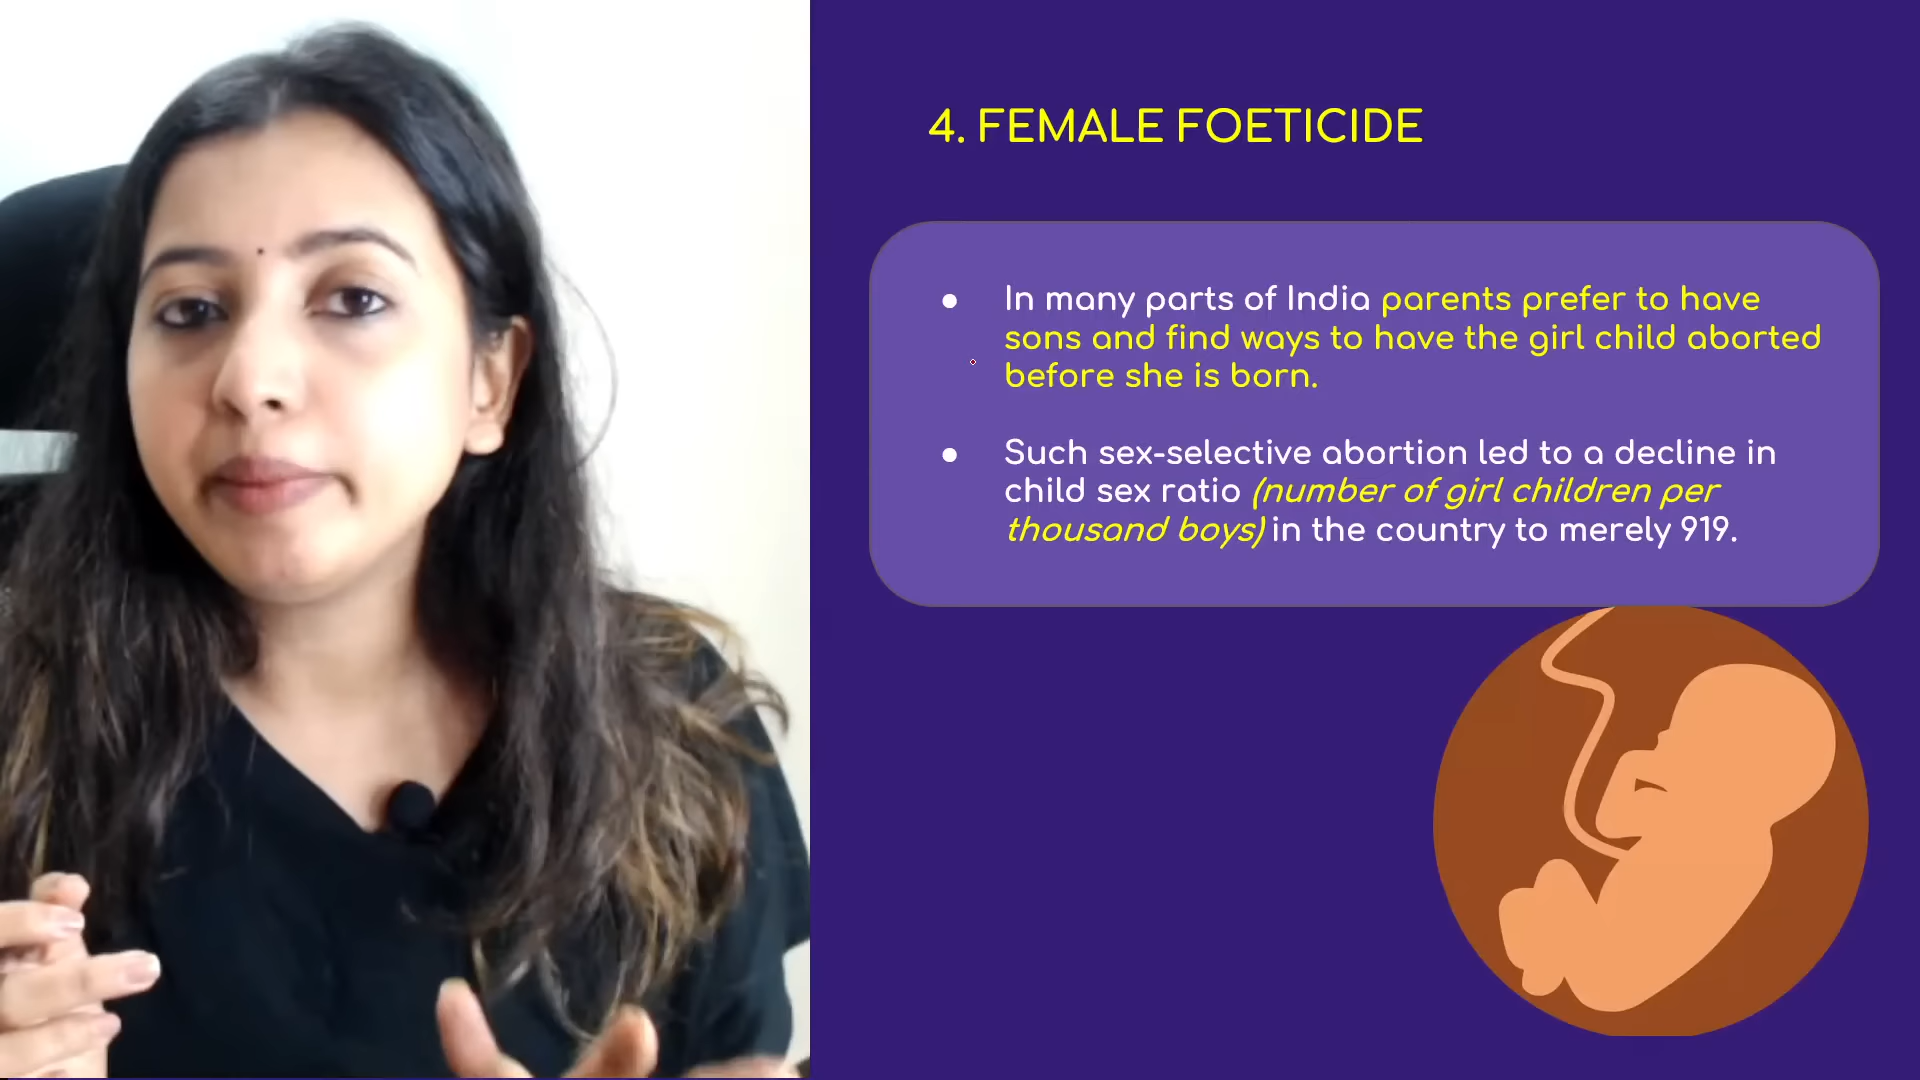 4. FEMALE FOETICIDE
● In many parts of India parents prefer to have
sons and find ways to have the girl child aborted
before she is born.
● Such sex-selective abortion led to a decline in
child sex ratio (number of girl children per
thousand boys) in the country to merely 919.